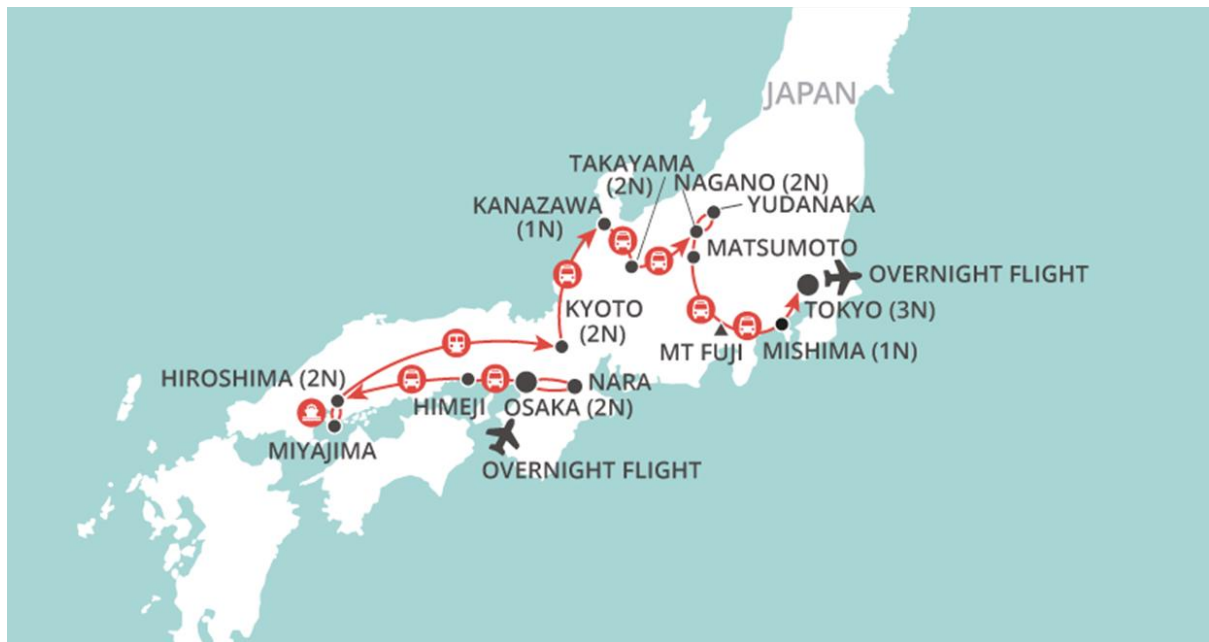 JAPAN
TAKAYAMA
(2N)
NAGANO (2N)
YUDANAKA
KANAZAWA
(1N)
MATSUMOTO
OVERNIGHT FLIGHT
TOKYO (3N)
KYOTO
(2N)
MT FUJI
MISHIMA (1N)
HIROSHIMA (2N)
NARA
HIMEJI
OSAKA (2N)
MIYAJIMA
OVERNIGHT FLIGHT